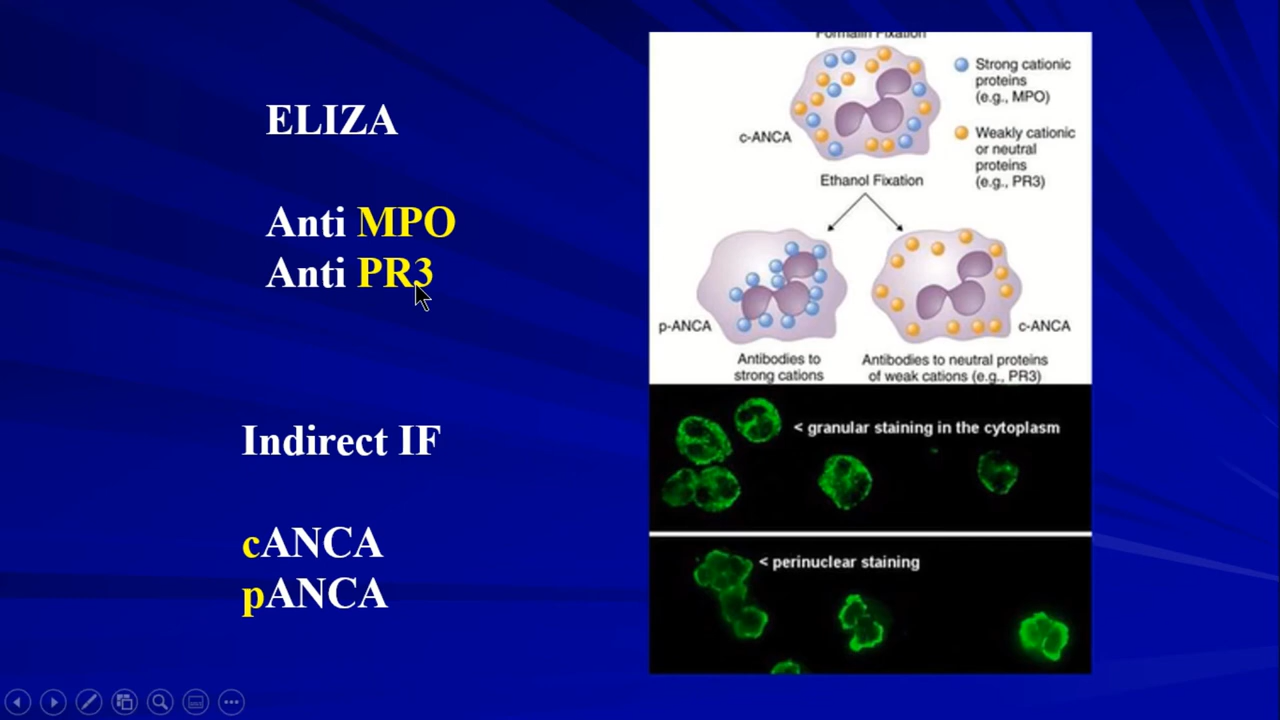 ELIZA
Anti MPO
Anti PR3
Indirect IF
cANCA
pANCA
Formalin Fixation
Strong cationic
proteins
(e.g., MPO)
Weakly cationic
or neutral
proteins
(e.g., PR3)
c-ANCA
Ethanol Fixation
p-ANCA
c-ANCA
Antibodies to
strong cations
Antibodies to neutral proteins
of weak cations (e.g., PR3)
< granular staining in the cytoplasm
< perinuclear staining